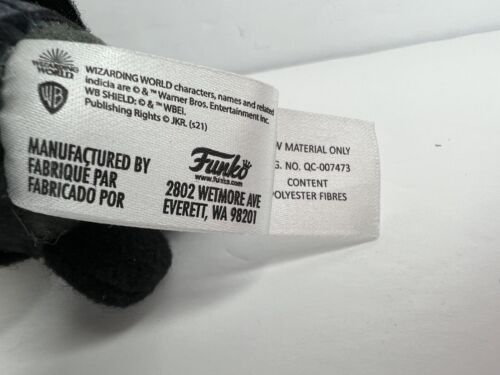 WIZARDING
WORLD
WB
WIZARDING WORLD characters, names and related
indicia are © & ™ Warner Bros. Entertainment Inc.
WB SHIELD: © & ™ WBEI.
Publishing Rights © JKR. (s21)
MANUFACTURED BY
FABRIQUÉ PAR
FABRICADO POR
Funko
www.funko.com
2802 WETMORE AVE
EVERETT, WA 98201
W MATERIAL ONLY
G. NO. QC-007473
CONTENT
POLYESTER FIBRES